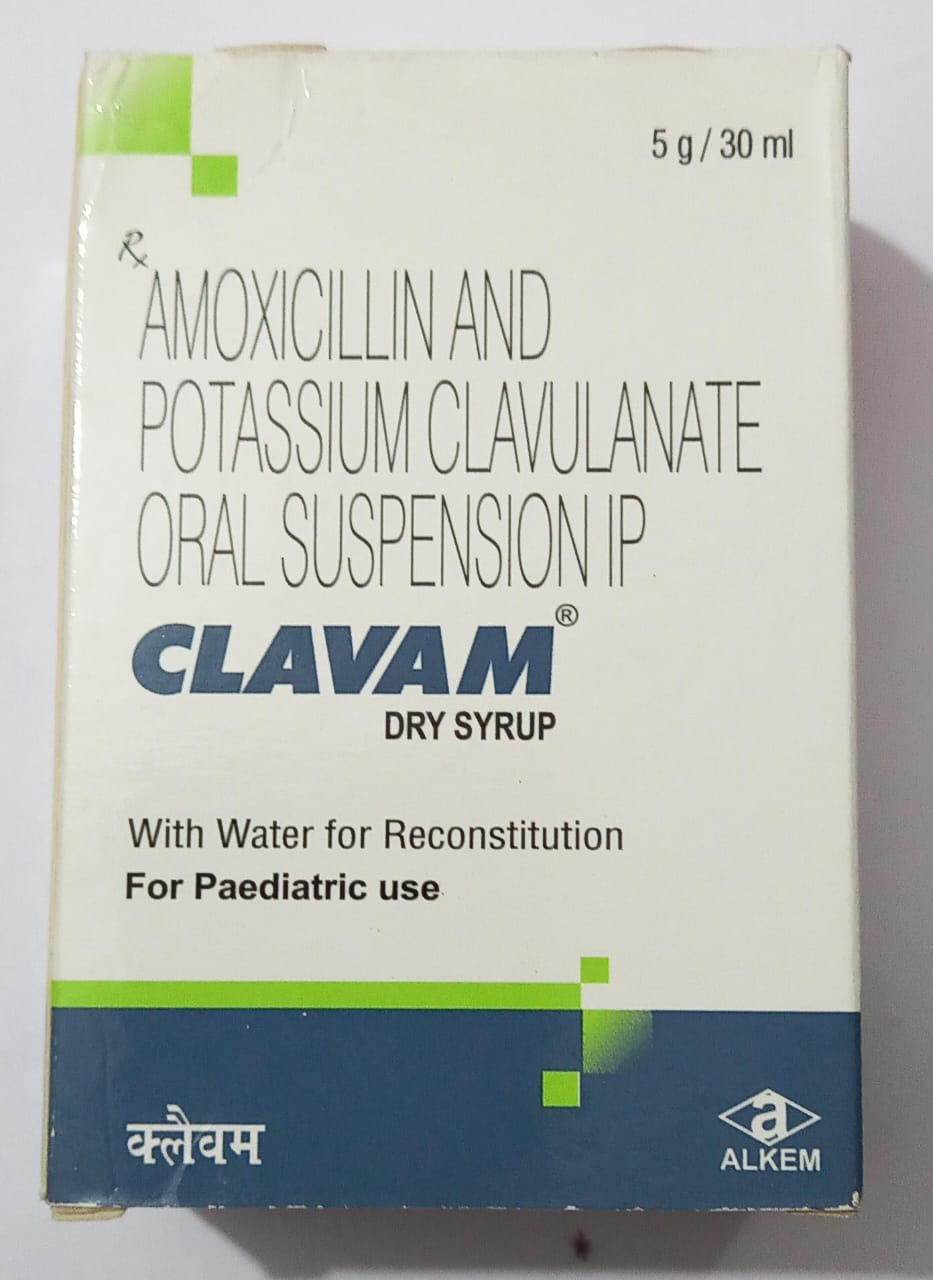 5 g / 30 ml
Rx
AMOXICILLIN AND
POTASSIUM CLAVULANATE
ORAL SUSPENSION IP
CLAVAM®
DRY SYRUP
With Water for Reconstitution
For Paediatric use
क्लैवम
a
ALKEM